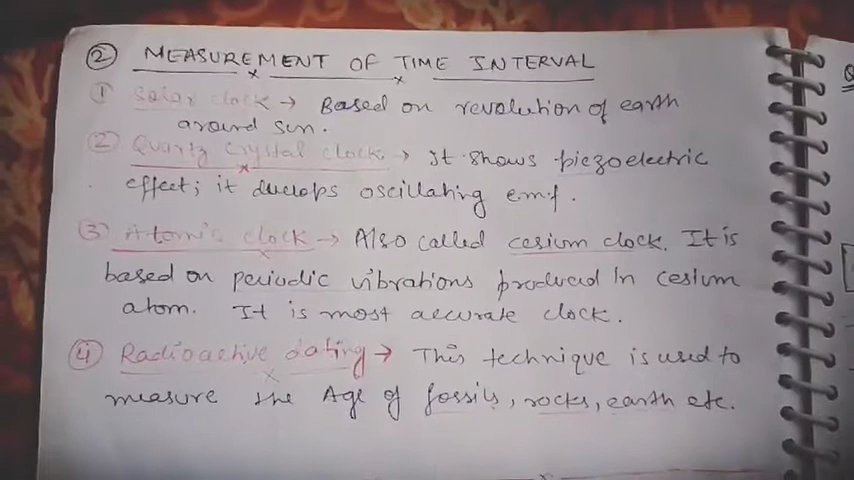 ② MEASUREMENT OF TIME INTERVAL
① Solar clock → Based on revolution of earth
around sun.
② Quartz crystal clock → It shows piezoelectric
effect; it develops oscillating emf.
③ Atomic clock → Also called cesium clock. It is
based on periodic vibrations produced in cesium
atom. It is most accurate clock.
④ Radioactive dating → This technique is used to
measure the Age of fossils, rocks, earth etc.